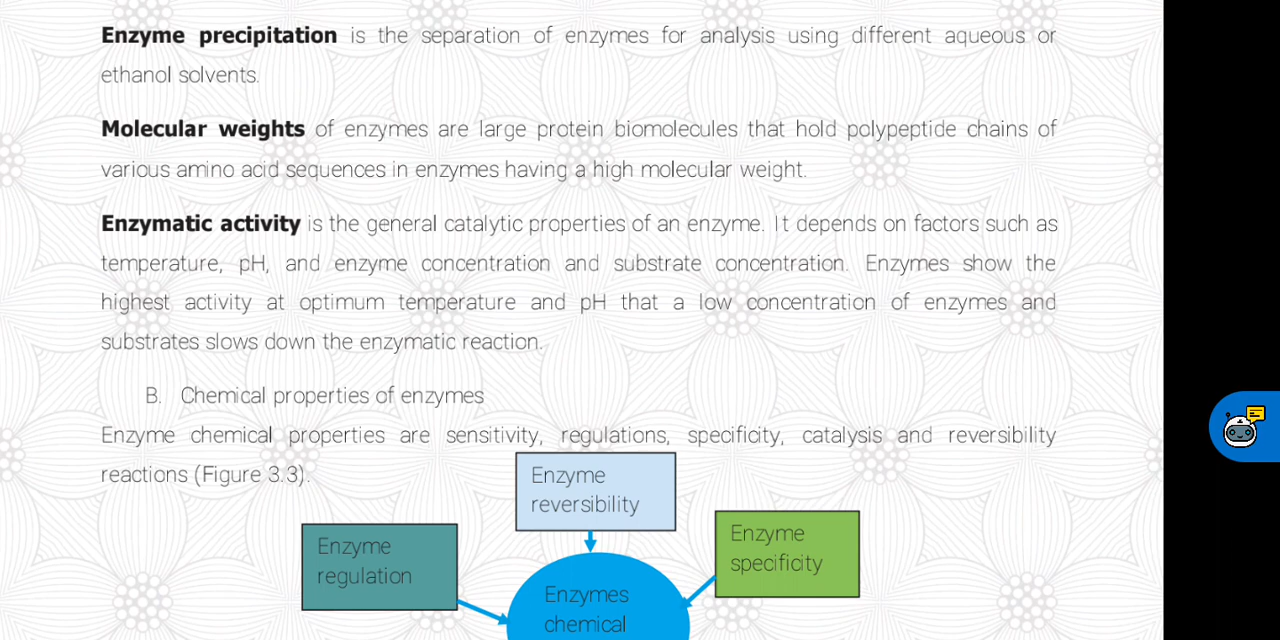 Enzyme precipitation is the separation of enzymes for analysis using different aqueous or
ethanol solvents.
Molecular weights of enzymes are large protein biomolecules that hold polypeptide chains of
various amino acid sequences in enzymes having a high molecular weight.
Enzymatic activity is the general catalytic properties of an enzyme. It depends on factors such as
temperature, pH, and enzyme concentration and substrate concentration. Enzymes show the
highest activity at optimum temperature and pH that a low concentration of enzymes and
substrates slows down the enzymatic reaction.
B. Chemical properties of enzymes
Enzyme chemical properties are sensitivity, regulations, specificity, catalysis and reversibility
reactions (Figure 3.3).
Enzyme
reversibility
Enzyme
regulation
Enzyme
specificity
Enzymes
chemical